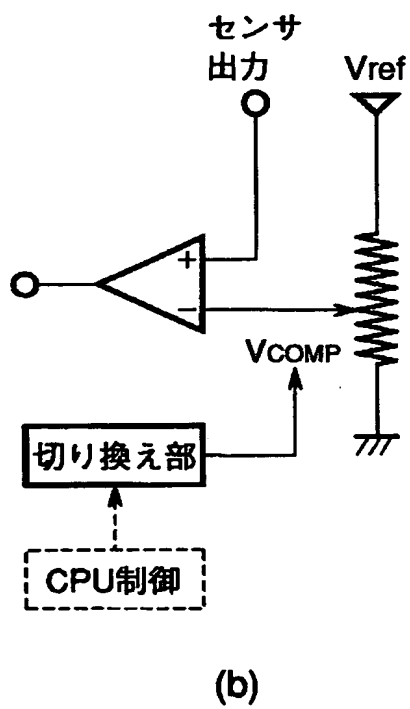 センサ
出力
Vref
+
−
VCOMP
切り換え部
CPU制御
(b)